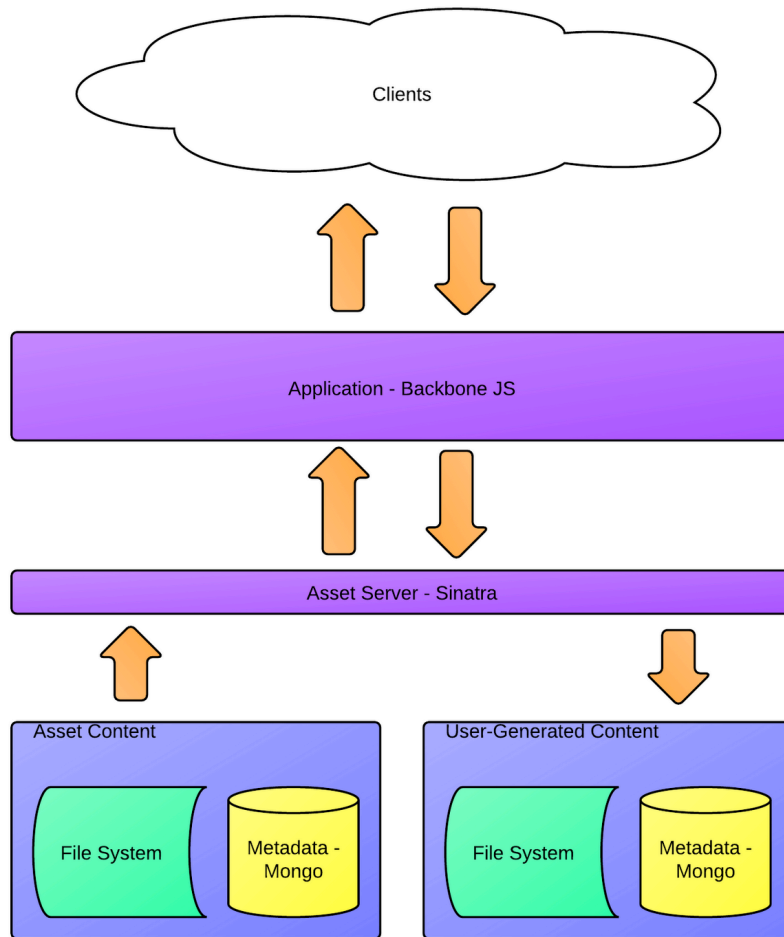 Clients
Application - Backbone JS
Asset Server - Sinatra
Asset Content
User-Generated Content
File System
Metadata -
Mongo
File System
Metadata -
Mongo